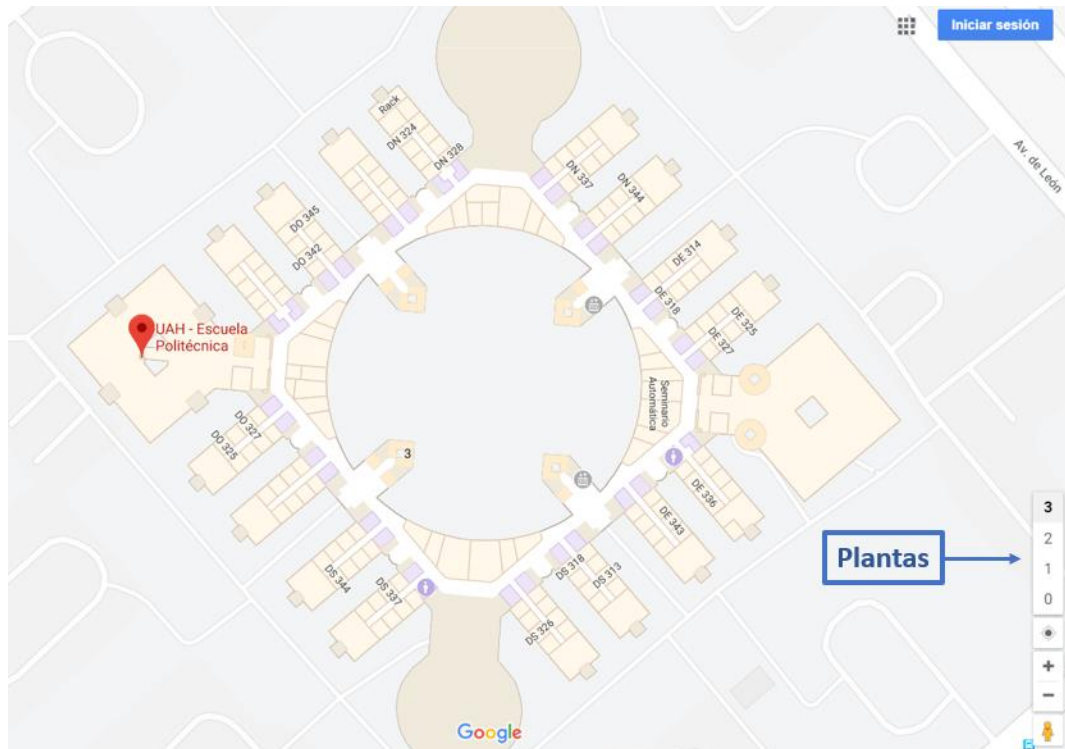 Iniciar sesión
Av. de León
Rack
DN 324
DN 328
DN 337
DN 344
DO 345
DO 342
DE 314
DE 318
DE 325
DE 327
UAH - Escuela
Politécnica
Seminario
Automática
DO 327
DO 325
3
DE 336
DE 343
DS 344
DS 337
DS 318
DS 313
DS 326
Plantas
3
2
1
0
+
−
Google